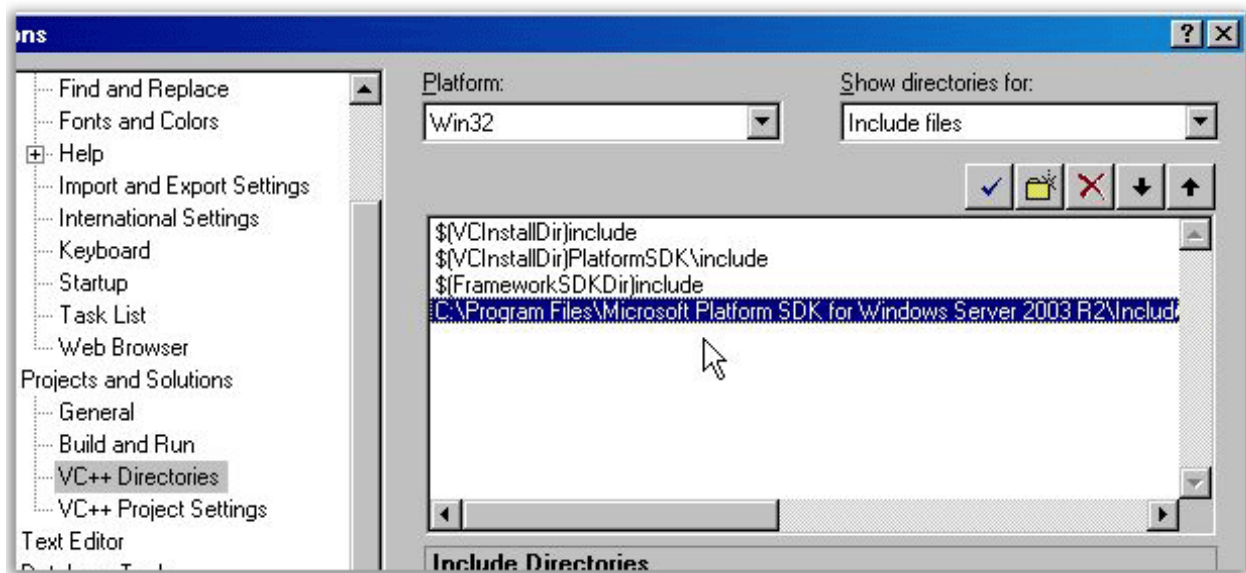 ons
Find and Replace
Fonts and Colors
Help
Import and Export Settings
International Settings
Keyboard
Startup
Task List
Web Browser
Projects and Solutions
General
Build and Run
VC++ Directories
VC++ Project Settings
Text Editor
Platform:
Win32
Show directories for:
Include files
$(VCInstallDir)include
$(VCInstallDir)PlatformSDK\include
$(FrameworkSDKDir)include
C:\Program Files\Microsoft Platform SDK for Windows Server 2003 R2\Includ
Include Directories